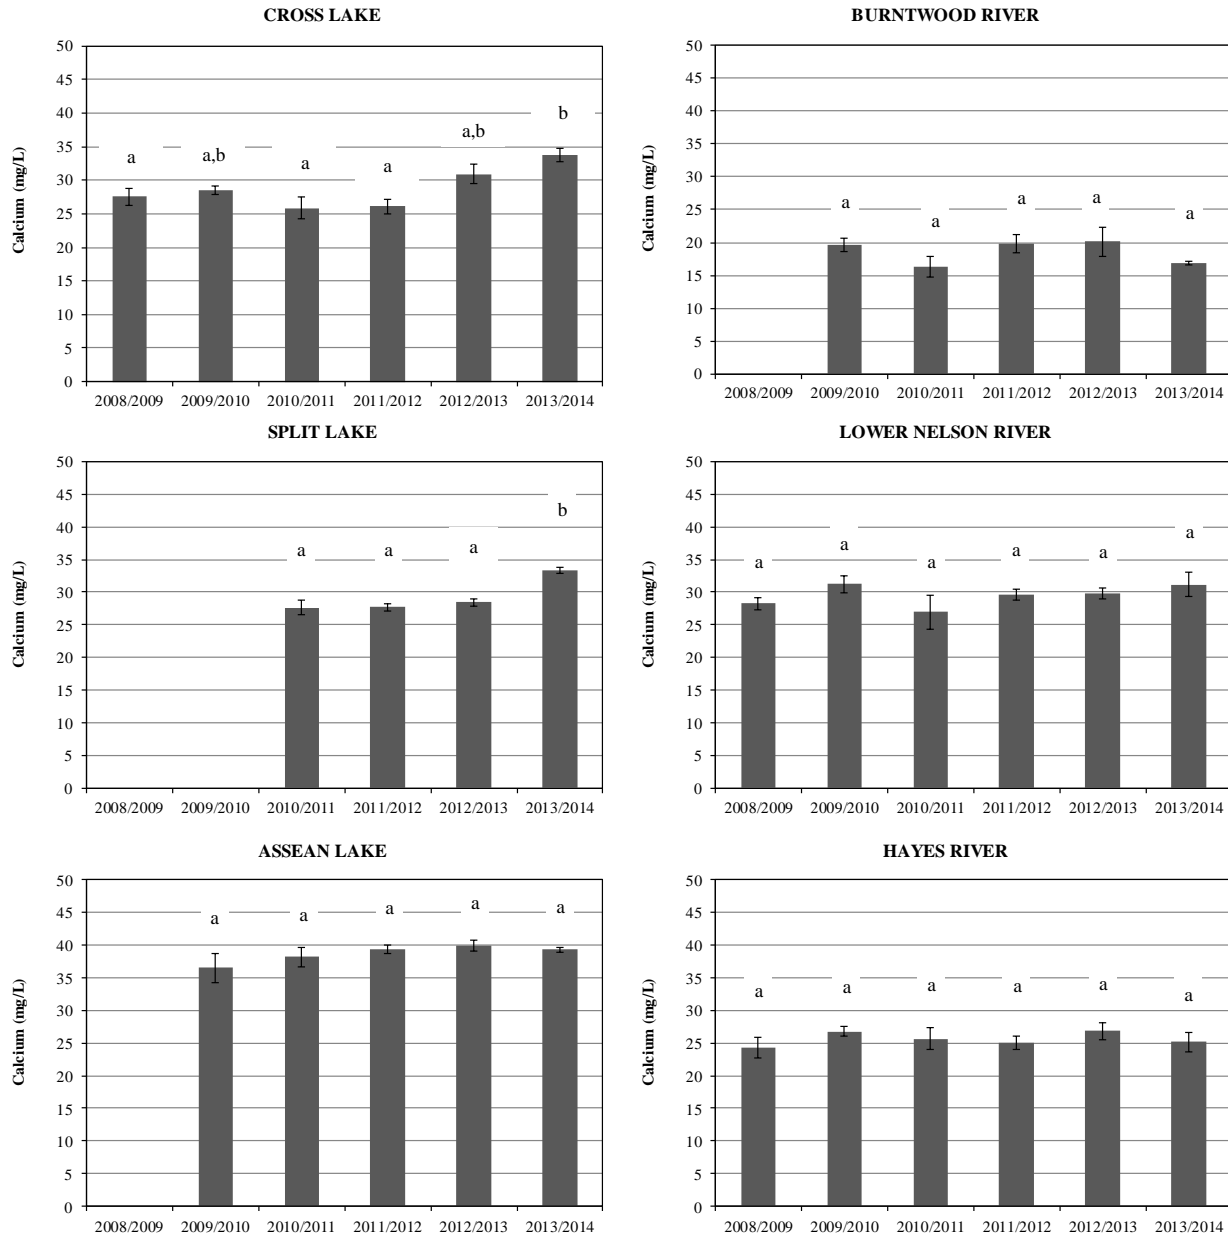 CROSS LAKE
50
45
40
35
30
25
20
15
10
5
0
Calcium (mg/L)
a
a,b
a
a
a,b
b
2008/2009 2009/2010 2010/2011 2011/2012 2012/2013 2013/2014
BURNTWOOD RIVER
50
45
40
35
30
25
20
15
10
5
0
Calcium (mg/L)
a
a
a
a
a
2008/2009 2009/2010 2010/2011 2011/2012 2012/2013 2013/2014
SPLIT LAKE
50
45
40
35
30
25
20
15
10
5
0
Calcium (mg/L)
a
a
a
b
2008/2009 2009/2010 2010/2011 2011/2012 2012/2013 2013/2014
LOWER NELSON RIVER
50
45
40
35
30
25
20
15
10
5
0
Calcium (mg/L)
a
a
a
a
a
a
2008/2009 2009/2010 2010/2011 2011/2012 2012/2013 2013/2014
ASSEAN LAKE
50
45
40
35
30
25
20
15
10
5
0
Calcium (mg/L)
a
a
a
a
a
2008/2009 2009/2010 2010/2011 2011/2012 2012/2013 2013/2014
HAYES RIVER
50
45
40
35
30
25
20
15
10
5
0
Calcium (mg/L)
a
a
a
a
a
a
2008/2009 2009/2010 2010/2011 2011/2012 2012/2013 2013/2014